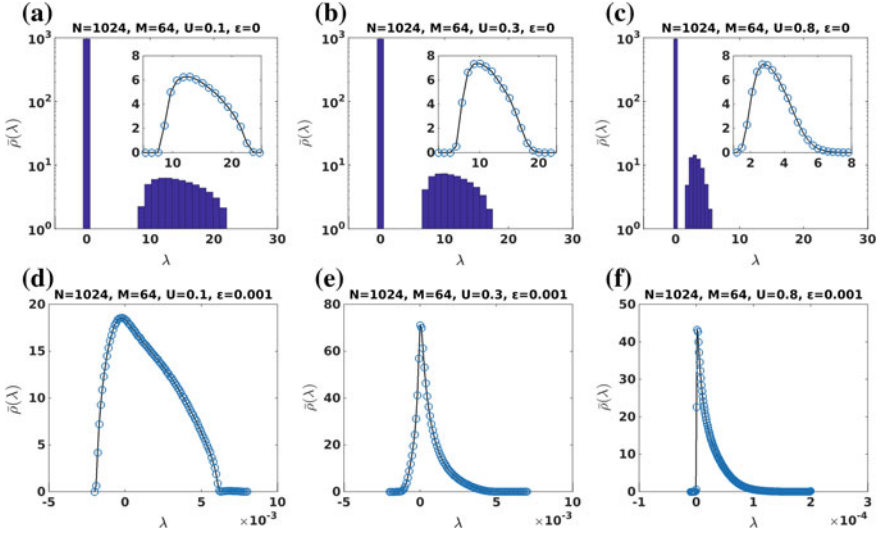 (a) (b) (c)
N=1024, M=64, U=0.1, ε=0 N=1024, M=64, U=0.3, ε=0 N=1024, M=64, U=0.8, ε=0
10³ 10³ 10³
8 8 8
6 6 6
10² 10² 10²
4 4 4
2 2 2
0 0 0
10 20 10 20 2 4 6 8
10¹ 10¹ 10¹
10⁰ 10⁰ 10⁰
0 10 20 30 0 10 20 30 0 10 20 30
ρ̄(λ) ρ̄(λ) ρ̄(λ)
λ λ λ
(d) (e) (f)
N=1024, M=64, U=0.1, ε=0.001 N=1024, M=64, U=0.3, ε=0.001 N=1024, M=64, U=0.8, ε=0.001
20 80 50
15 60 40
10 40 30
5 20 20
0 0 10
0
ρ̄(λ) ρ̄(λ) ρ̄(λ)
-5 0 5 10 -5 0 5 10 -1 0 1 2 3
λ ×10⁻³ λ ×10⁻³ λ ×10⁻⁴